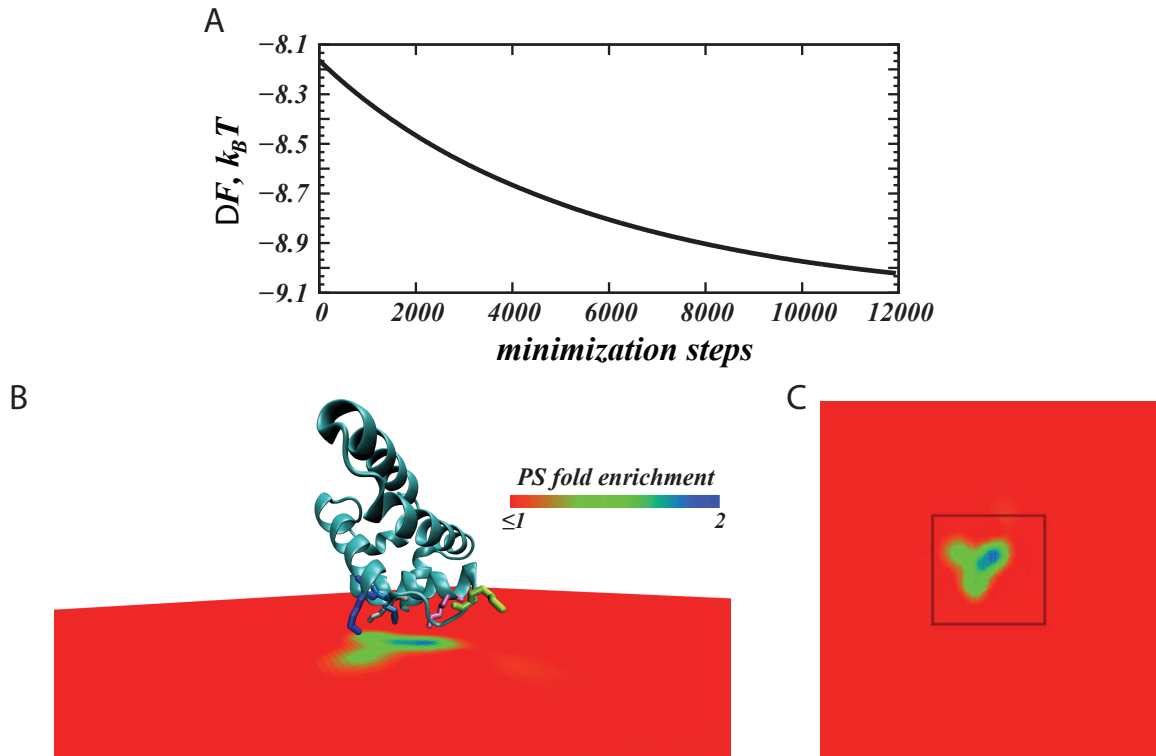 A
DF, k_BT
−8.1
−8.3
−8.5
−8.7
−8.9
−9.1
0 2000 4000 6000 8000 10000 12000
minimization steps
B
PS fold enrichment
≤1 2
C